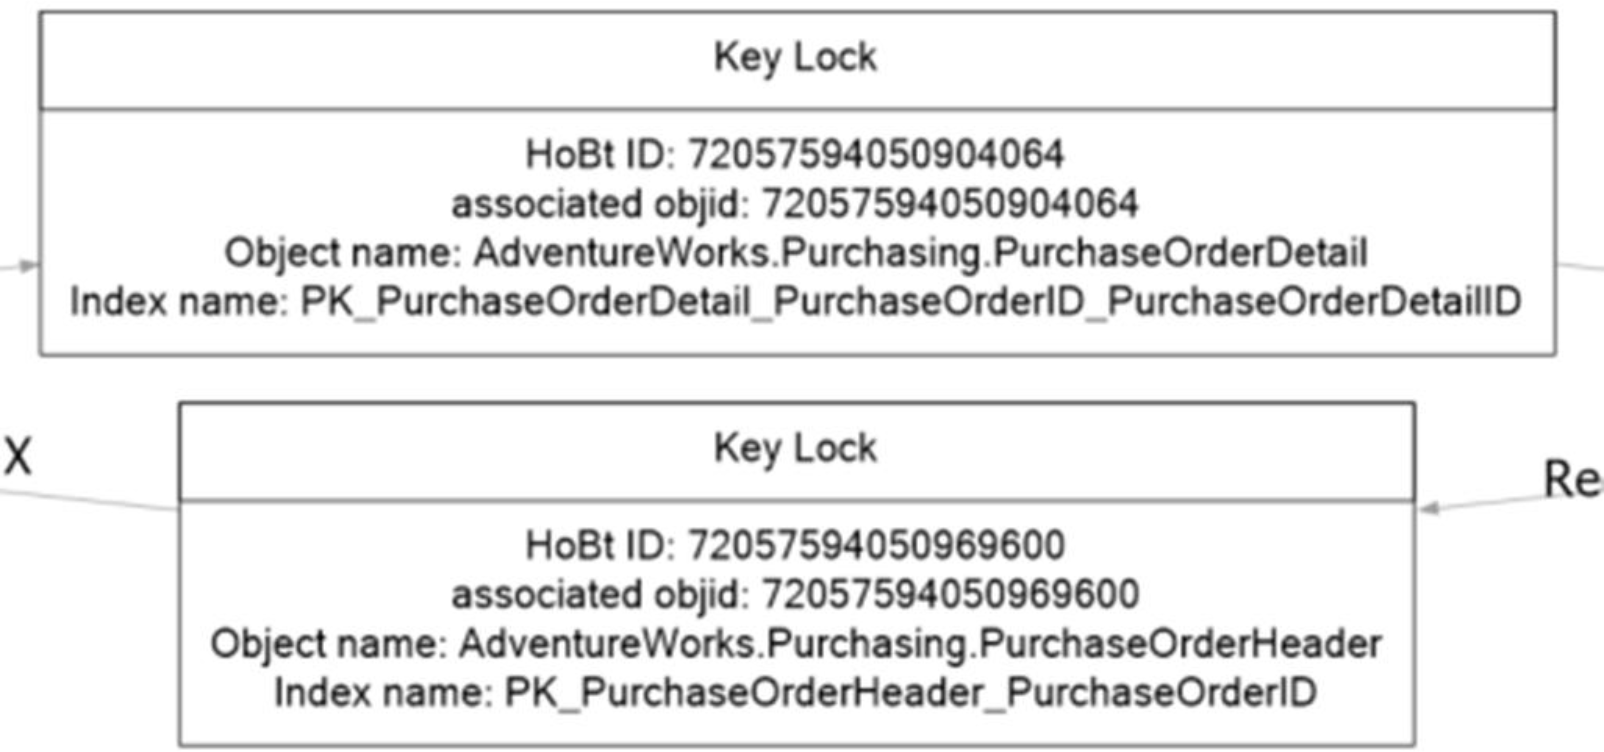 Key Lock
HoBt ID: 72057594050904064
associated objid: 72057594050904064
Object name: AdventureWorks.Purchasing.PurchaseOrderDetail
Index name: PK_PurchaseOrderDetail_PurchaseOrderID_PurchaseOrderDetailID
X
Key Lock
Re
HoBt ID: 72057594050969600
associated objid: 72057594050969600
Object name: AdventureWorks.Purchasing.PurchaseOrderHeader
Index name: PK_PurchaseOrderHeader_PurchaseOrderID